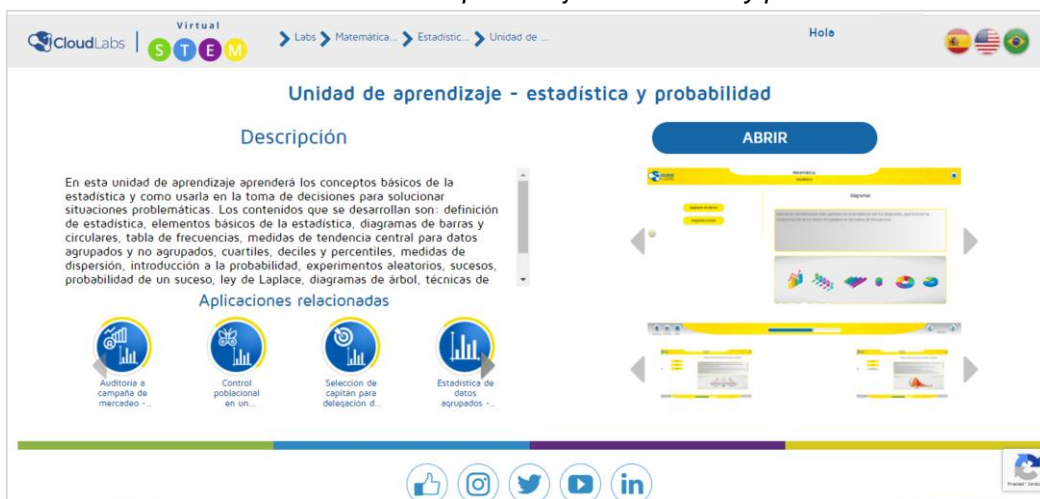 Virtual
CloudLabs
S T E M
Labs Matemática... Estadístic... Unidad de ...
Hola
Unidad de aprendizaje - estadística y probabilidad
Descripción
ABRIR
En esta unidad de aprendizaje aprenderá los conceptos básicos de la
estadística y como usarla en la toma de decisiones para solucionar
situaciones problemáticas. Los contenidos que se desarrollan son: definición
de estadística, elementos básicos de la estadística, diagramas de barras y
circulares, tabla de frecuencias, medidas de tendencia central para datos
agrupados y no agrupados, cuartiles, deciles y percentiles, medidas de
dispersión, introducción a la probabilidad, experimentos aleatorios, sucesos,
probabilidad de un suceso, ley de Laplace, diagramas de árbol, técnicas de
Matemática
Diagramas
Aplicaciones relacionadas
Auditoría a
campaña de
mercadeo -...
Control
poblacional
en un...
Selección de
capitán para
delegación d...
Estadística de
datos
agrupados -...
in